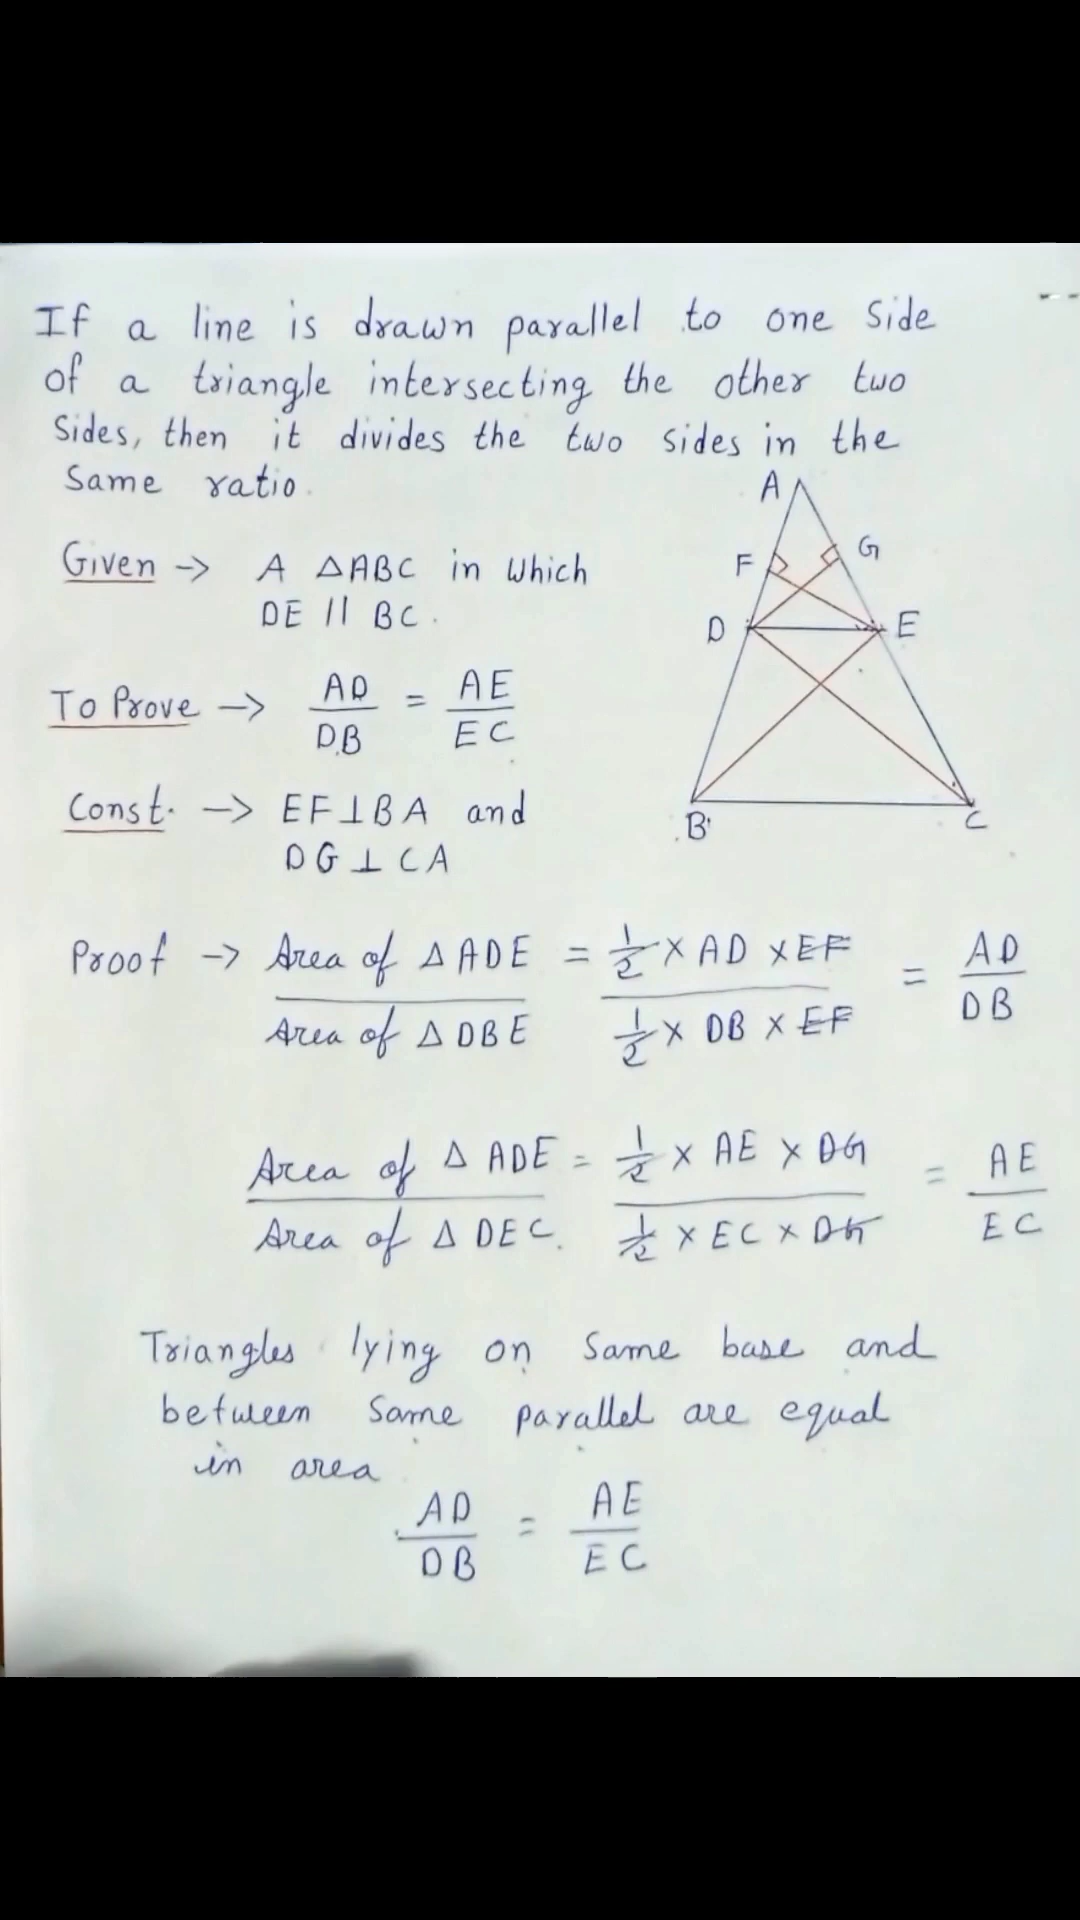 If a line is drawn parallel to one side
of a triangle intersecting the other two
sides, then it divides the two sides in the
same ratio.
A
F
G
D
E
B
C
Given → A △ABC in which
DE || BC.
To Prove → AD/DB = AE/EC
Const. → EF⊥BA and
DG ⊥ CA
Proof → Area of △ADE / Area of △DBE = 1/2 × AD × EF / 1/2 × DB × EF = AD/DB
Area of △ADE / Area of △DEC. = 1/2 × AE × DG / 1/2 × EC × DG = AE/EC
Triangles lying on same base and
between same parallel are equal
in area
AD/DB = AE/EC